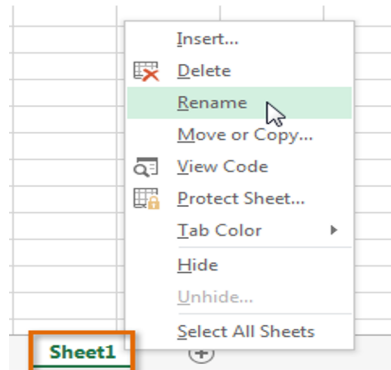 Insert...
Delete
Rename
Move or Copy...
View Code
Protect Sheet...
Tab Color
Hide
Unhide...
Select All Sheets
Sheet1